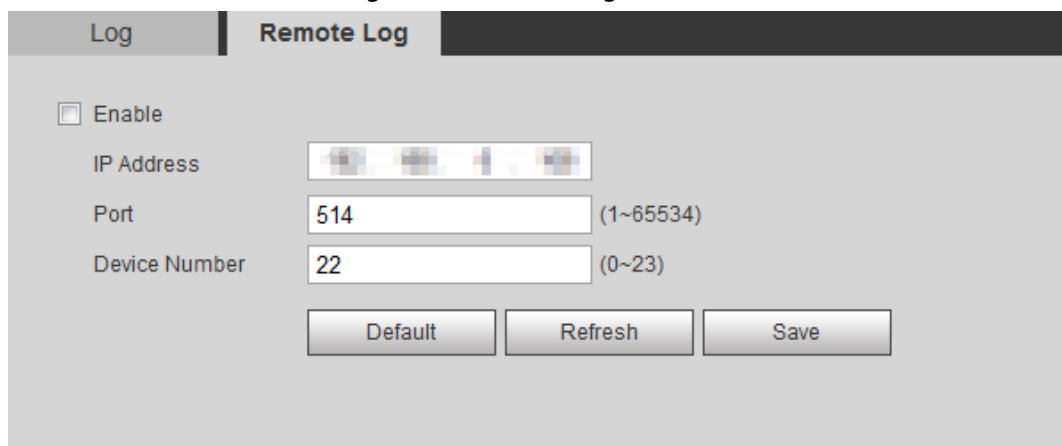 Log Remote Log
Enable
IP Address
Port 514 (1~65534)
Device Number 22 (0~23)
Default Refresh Save